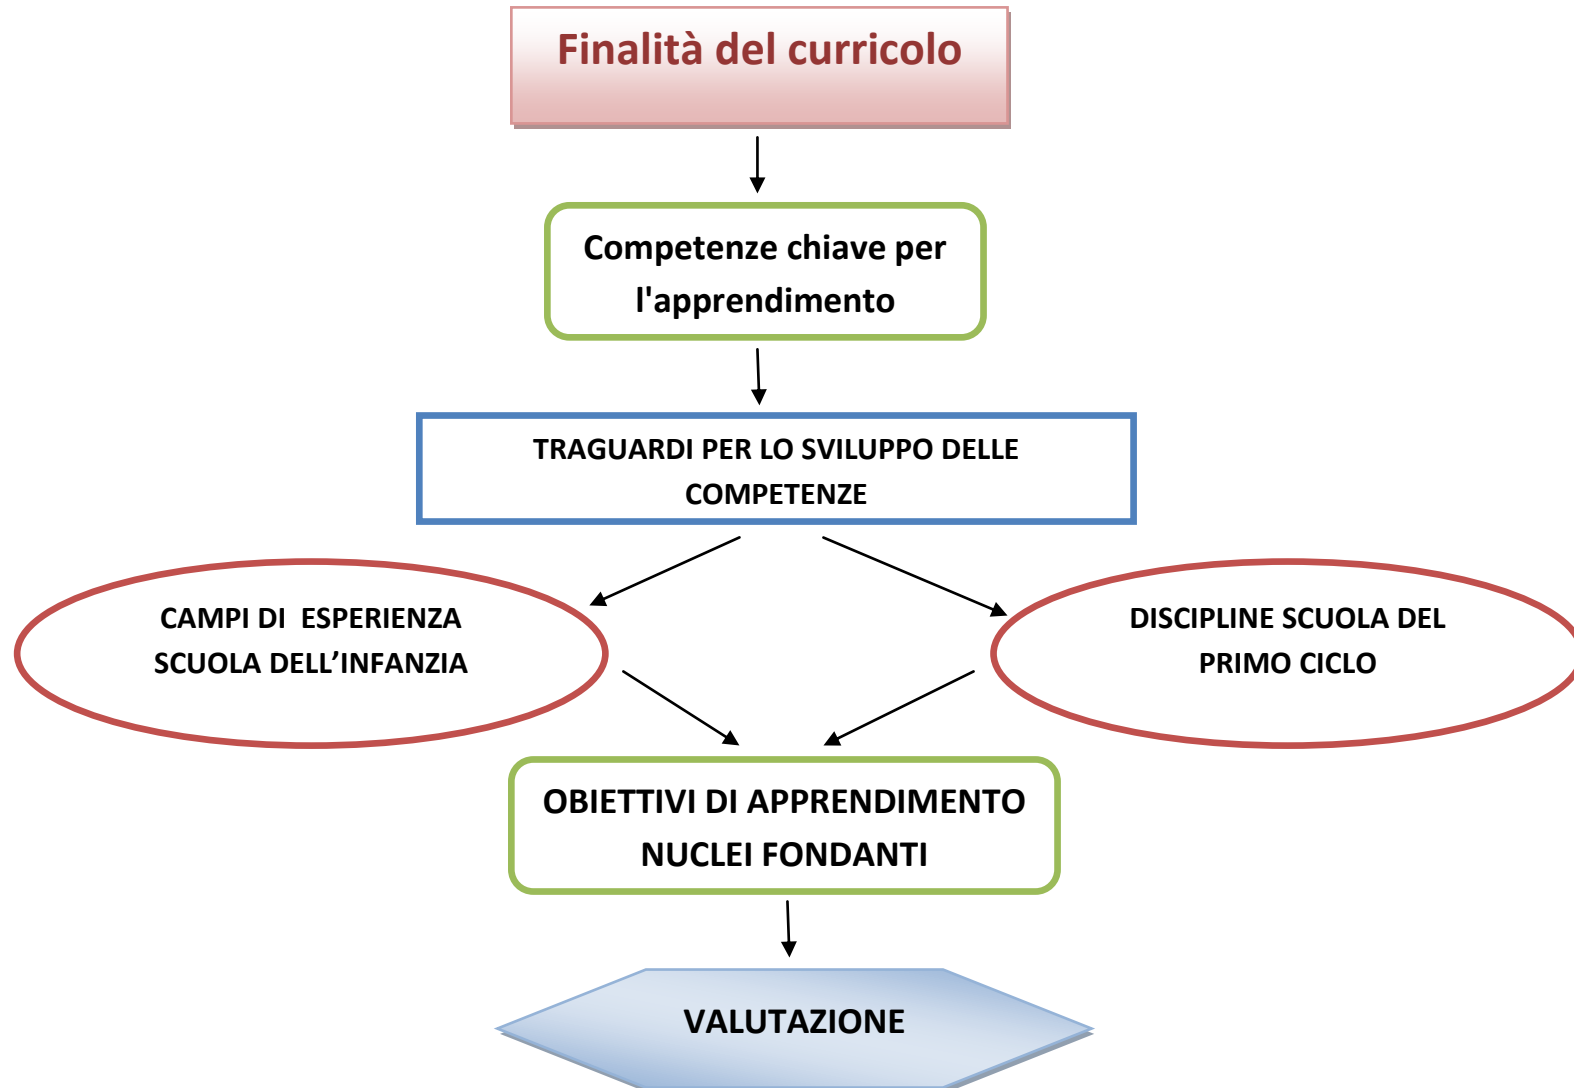 Finalità del curricolo
Competenze chiave per
l'apprendimento
TRAGUARDI PER LO SVILUPPO DELLE
COMPETENZE
CAMPI DI  ESPERIENZA
SCUOLA DELL’INFANZIA
DISCIPLINE SCUOLA DEL
PRIMO CICLO
OBIETTIVI DI APPRENDIMENTO
NUCLEI FONDANTI
VALUTAZIONE